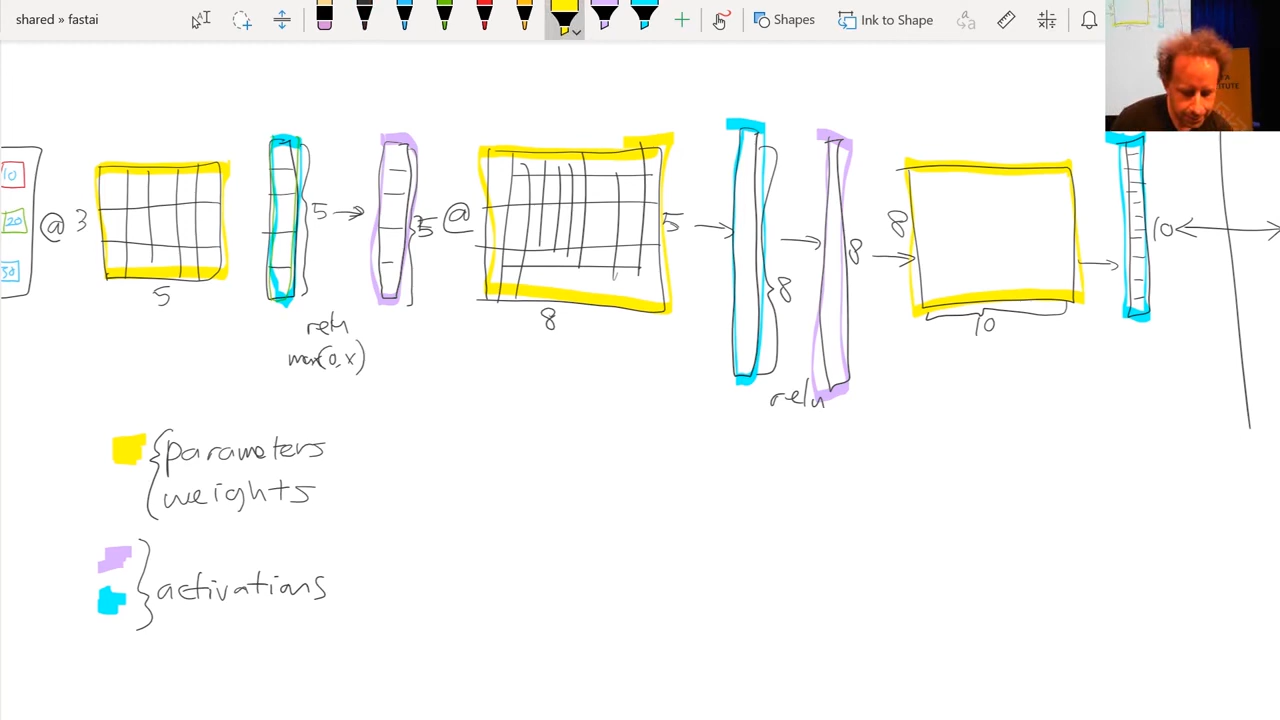 shared » fastai
Shapes
Ink to Shape
INSTITUTE
10
20
30
@ 3
5
5
relu
max(0,x)
5
@
5
8
8
8
relu
8
10
10
parameters
weights
activations